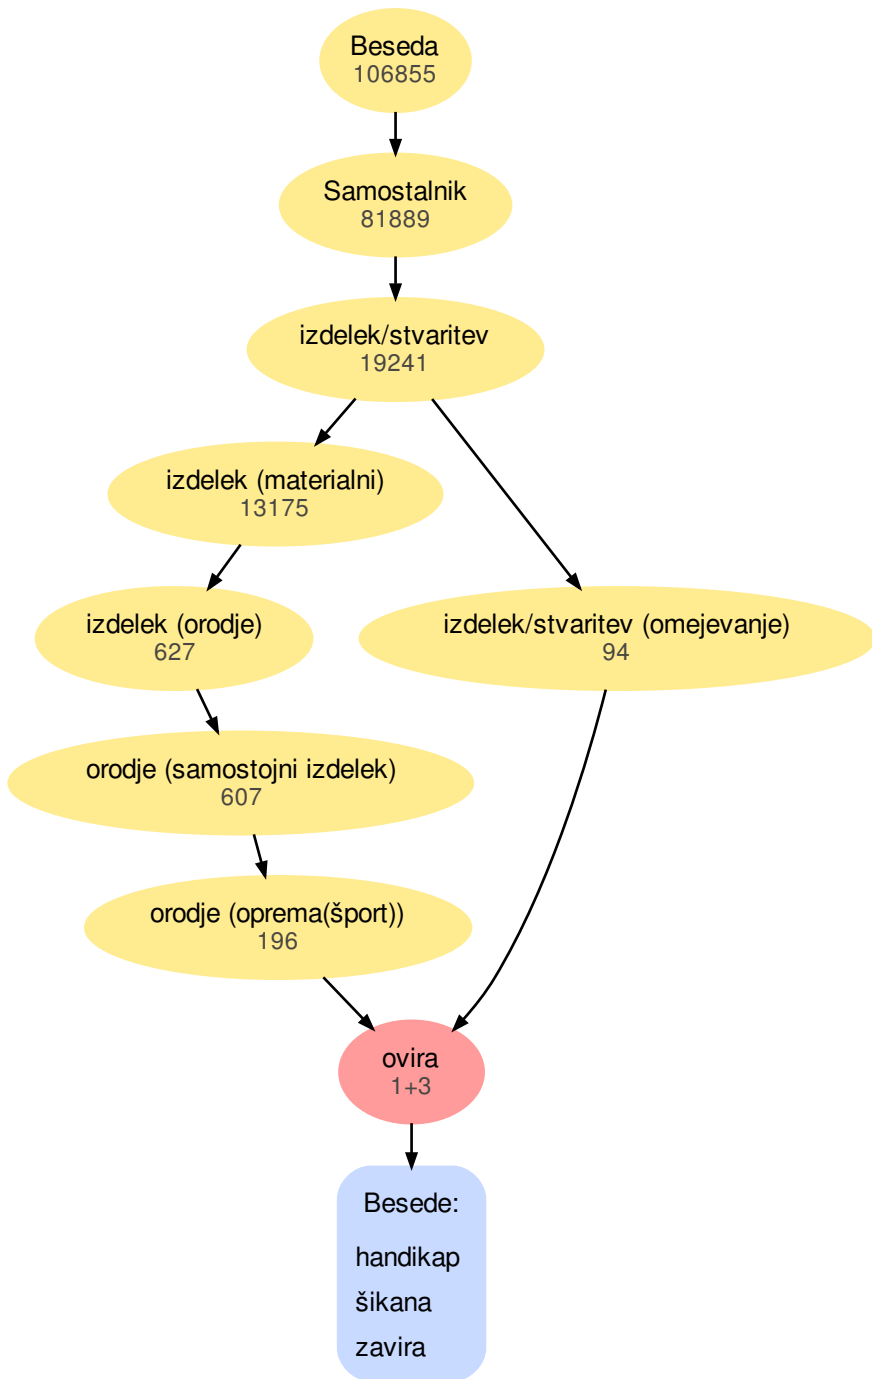 Beseda
106855
Samostalnik
81889
izdelek/stvaritev
19241
izdelek (materialni)
13175
izdelek (orodje)
627
izdelek/stvaritev (omejevanje)
94
orodje (samostojni izdelek)
607
orodje (oprema(šport))
196
ovira
1+3
Besede:
handikap
šikana
zavira